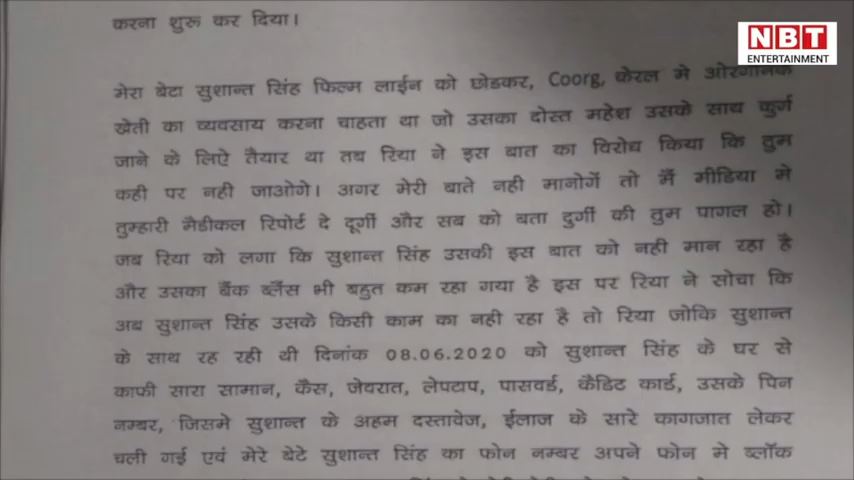 करना शुरू कर दिया।
NBT
ENTERTAINMENT
मेरा बेटा सुशान्त सिंह फिल्म लाईन को छोडकर, Coorg, केरल मे ओरगानिक
खेती का व्यवसाय करना चाहता था जो उसका दोस्त महेश उसके साथ कुर्ग
जाने के लिऐ तैयार था तब रिया ने इस बात का विरोध किया कि तुम
कही पर नही जाओगे। अगर मेरी बाते नही मानोगें तो मैं मीडिया मे
तुम्हारी मैडीकल रिपोर्ट दे दूर्गी और सब को बता दुर्गी की तुम पागल हो।
जब रिया को लगा कि सुशान्त सिंह उसकी इस बात को नही मान रहा है
और उसका बैंक ब्लैंस भी बहुत कम रहा गया है इस पर रिया ने सोचा कि
अब सुशान्त सिंह उसके किसी काम का नही रहा है तो रिया जोकि सुशान्त
के साथ रह रही थी दिनांक 08.06.2020 को सुशान्त सिंह के घर से
काफी सारा सामान, कैस, जेवरात, लेपटाप, पासवर्ड, कैडिट कार्ड, उसके पिन
नम्बर, जिसमे सुशान्त के अहम दस्तावेज, ईलाज के सारे कागजात लेकर
चली गई एवं मेरे बेटे सुशान्त सिंह का फोन नम्बर अपने फोन मे ब्लॉक